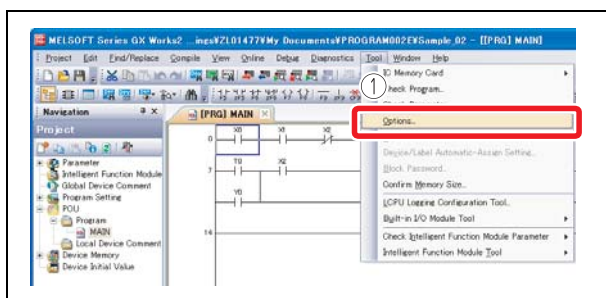 MELSOFT Series GX Works2 ...ings¥ZL01477¥My Documents¥PROGRAM002E¥Sample_02 - [[PRG] MAIN]
Project Edit Find/Replace Compile View Online Debug Diagnostics Tool Window Help
IC Memory Card
Check Program...
1
Options...
Navigation
[PRG] MAIN
Project
0 X0 X1 X2
Device/Label Automatic-Assign Setting...
Parameter
7 T0 X2
Block Password...
Intelligent Function Module
Confirm Memory Size...
Global Device Comment
Program Setting
Y0
LCPU Logging Configuration Tool...
POU
Built-in I/O Module Tool
Program
MAIN
14
Check Intelligent Function Module Parameter
Local Device Comment
Device Memory
Intelligent Function Module Tool
Device Initial Value